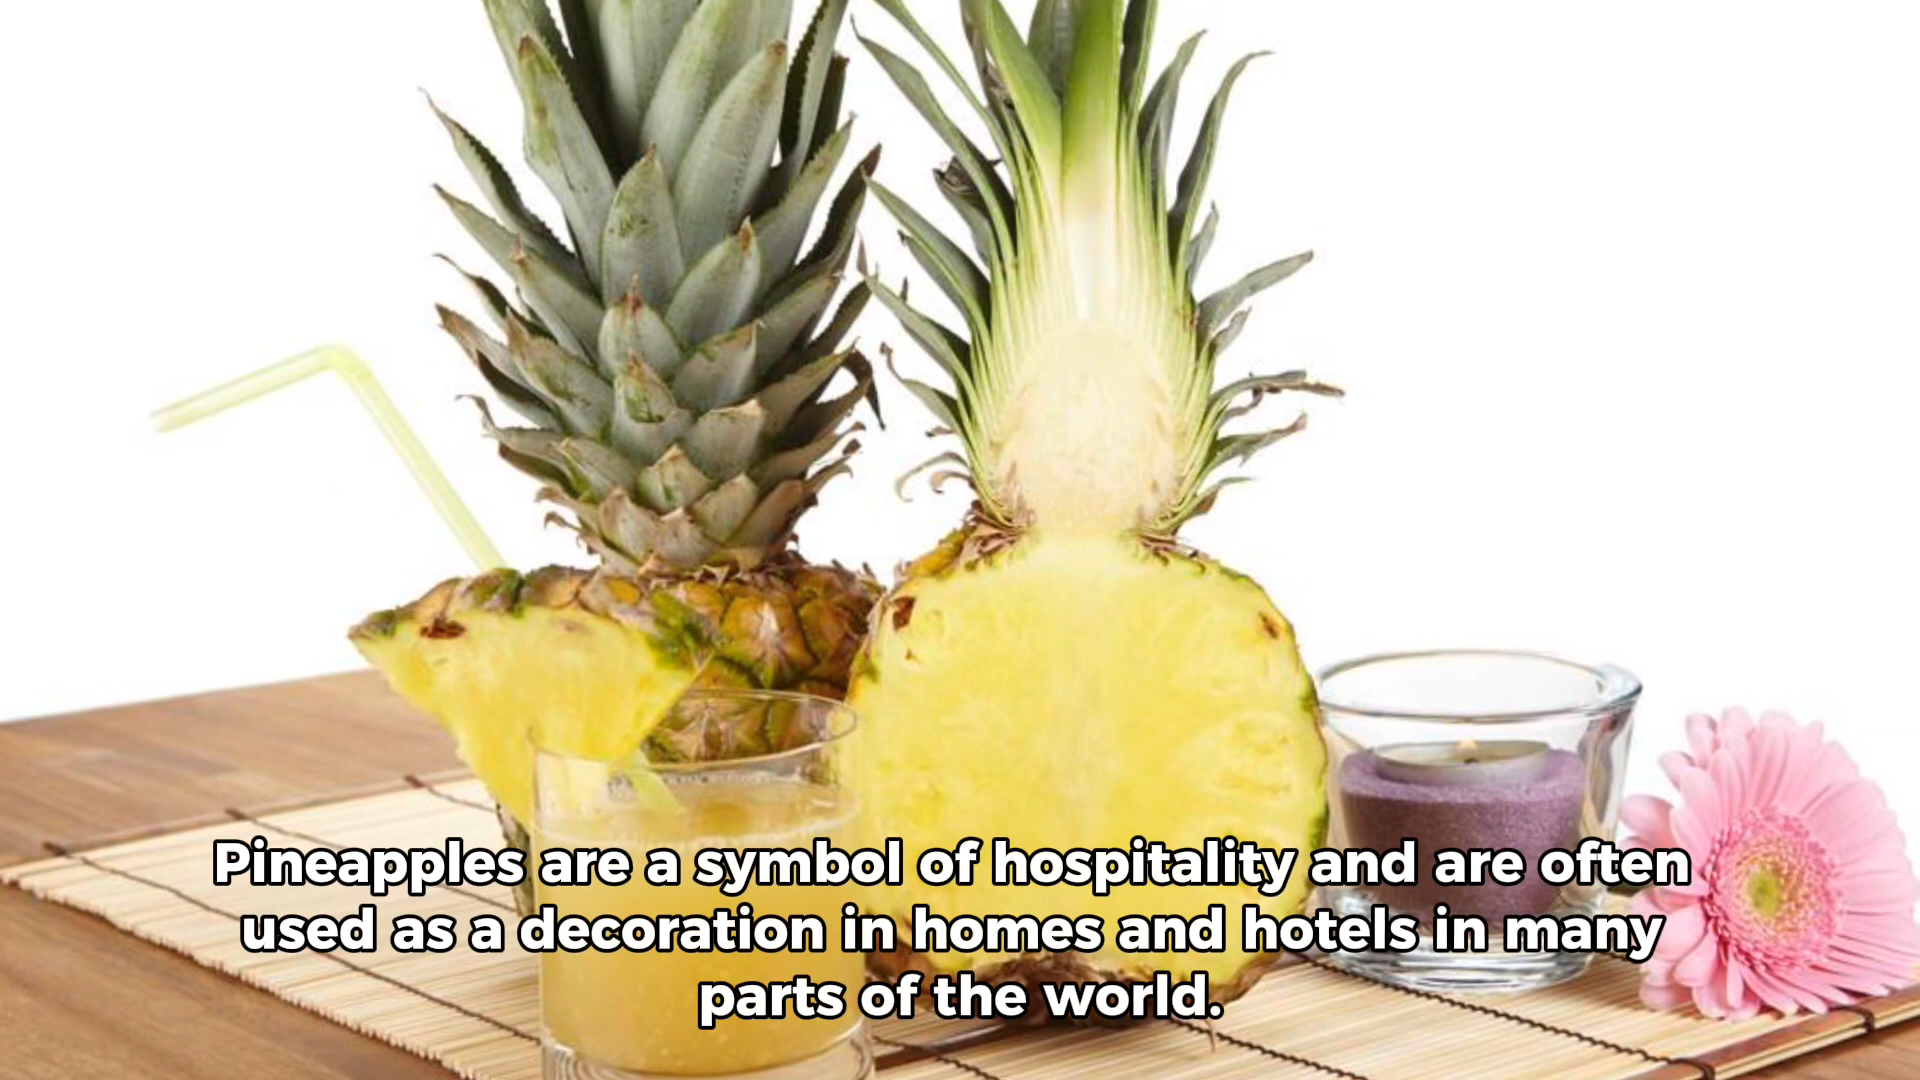 Pineapples are a symbol of hospitality and are often
used as a decoration in homes and hotels in many
parts of the world.